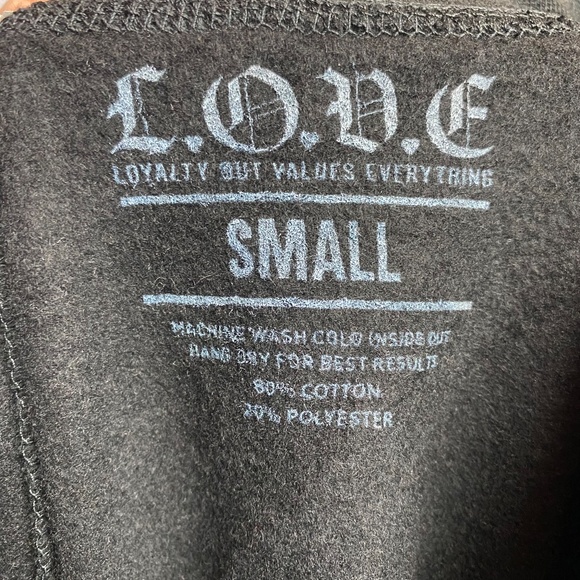 L.O.V.E
LOYALTY OUT VALUES EVERYTHING
SMALL
MACHINE WASH COLD INSIDE OUT
HANG DRY FOR BEST RESULTS
80% COTTON
20% POLYESTER